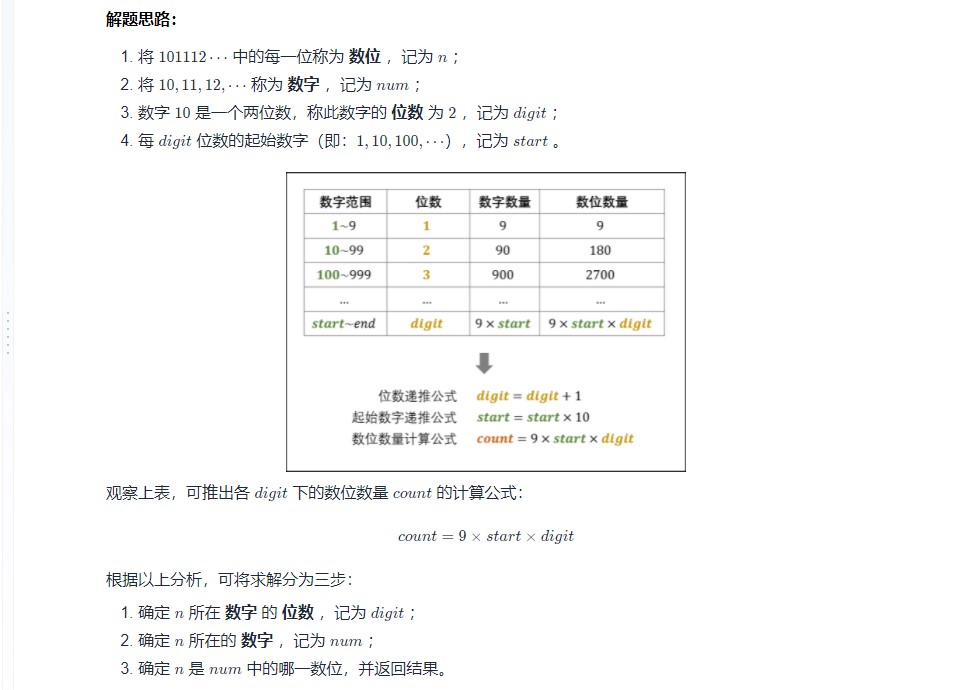 解题思路：
1. 将 101112⋯ 中的每一位称为 数位 ，记为 n ；
2. 将 10, 11, 12, ⋯ 称为 数字 ，记为 num ；
3. 数字 10 是一个两位数，称此数字的 位数 为 2 ，记为 digit ；
4. 每 digit 位数的起始数字（即：1, 10, 100, ⋯），记为 start 。
数字范围 位数 数字数量 数位数量
1~9 1 9 9
10~99 2 90 180
100~999 3 900 2700
... ... ... ...
start~end digit 9 × start 9 × start × digit
位数递推公式 digit = digit + 1
起始数字递推公式 start = start × 10
数位数量计算公式 count = 9 × start × digit
观察上表，可推出各 digit 下的数位数量 count 的计算公式：
count = 9 × start × digit
根据以上分析，可将求解分为三步：
1. 确定 n 所在 数字 的 位数 ，记为 digit ；
2. 确定 n 所在的 数字 ，记为 num ；
3. 确定 n 是 num 中的哪一数位，并返回结果。